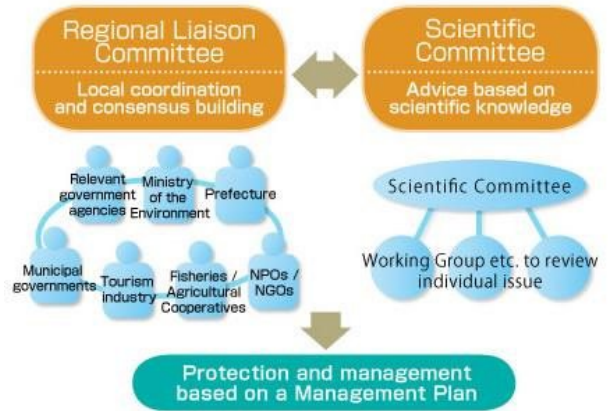 Regional Liaison
Committee
Local coordination
and consensus building
Scientific
Committee
Advice based on
scientific knowledge
Relevant
government
agencies
Ministry
of the
Environment
Prefecture
Municipal
governments
Tourism
industry
Fisheries /
Agricultural
Cooperatives
NPOs /
NGOs
Scientific Committee
Working Group etc. to review
individual issue
Protection and management
based on a Management Plan